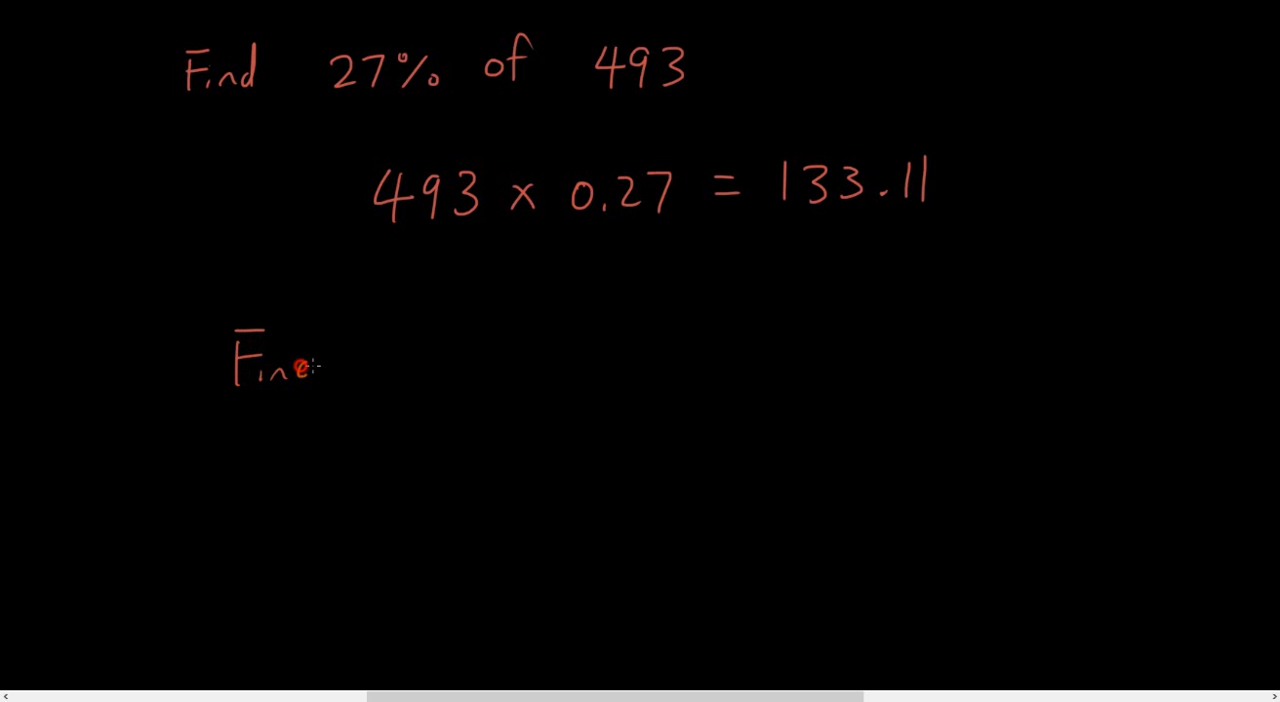 Find 27% of 493
493 x 0.27 = 133.11
Fin